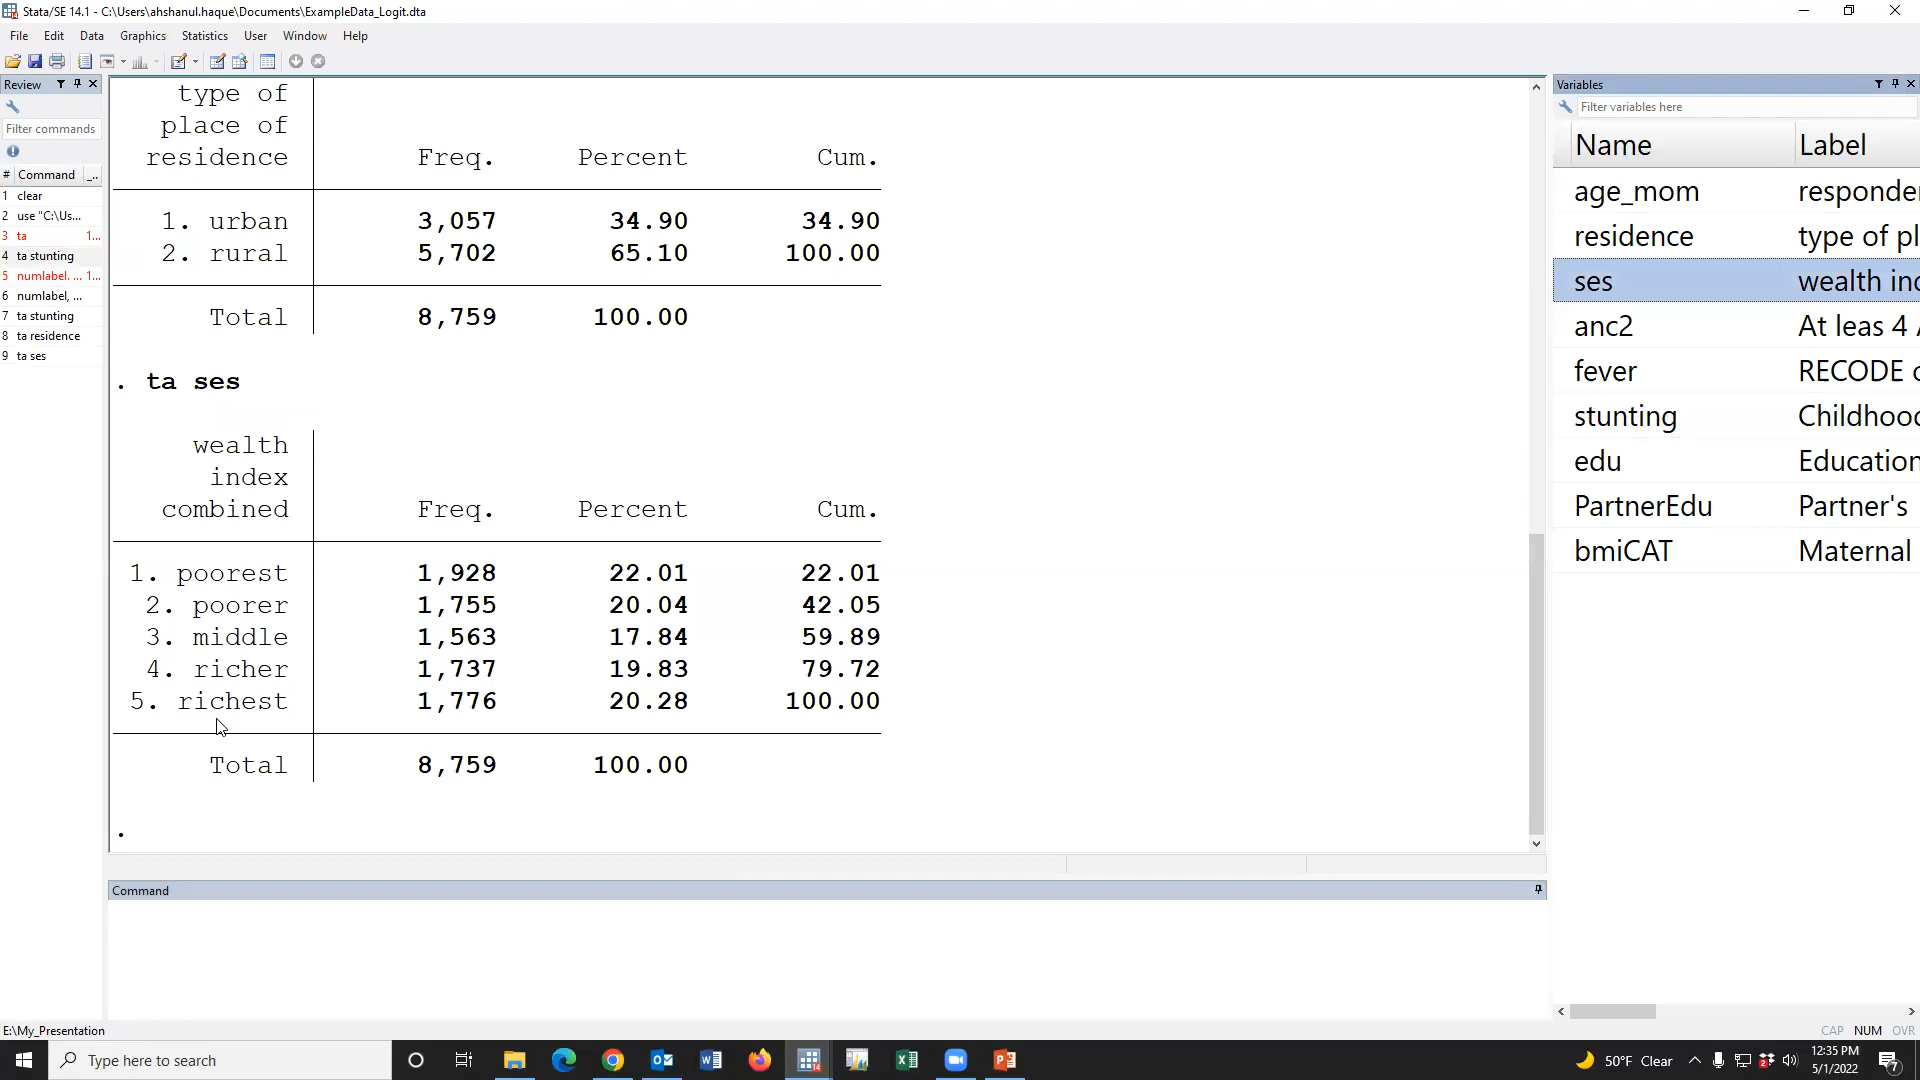 Stata/SE 14.1 - C:\Users\ahshanul.haque\Documents\ExampleData_Logit.dta
File Edit Data Graphics Statistics User Window Help
Review
Filter commands
# Command _..
1 clear
2 use "C:\Us...
3 ta 1...
4 ta stunting
5 numlabel. ... 1...
6 numlabel, ...
7 ta stunting
8 ta residence
9 ta ses
type of
place of
residence Freq. Percent Cum.
1. urban 3,057 34.90 34.90
2. rural 5,702 65.10 100.00
Total 8,759 100.00
. ta ses
wealth
index
combined Freq. Percent Cum.
1. poorest 1,928 22.01 22.01
2. poorer 1,755 20.04 42.05
3. middle 1,563 17.84 59.89
4. richer 1,737 19.83 79.72
5. richest 1,776 20.28 100.00
Total 8,759 100.00
.
Command
Variables
Filter variables here
Name Label
age_mom responde
residence type of pl
ses wealth inc
anc2 At leas 4 A
fever RECODE o
stunting Childhooc
edu Education
PartnerEdu Partner's
bmiCAT Maternal
E:\My_Presentation
CAP NUM OVR
Type here to search
50°F Clear
12:35 PM
5/1/2022